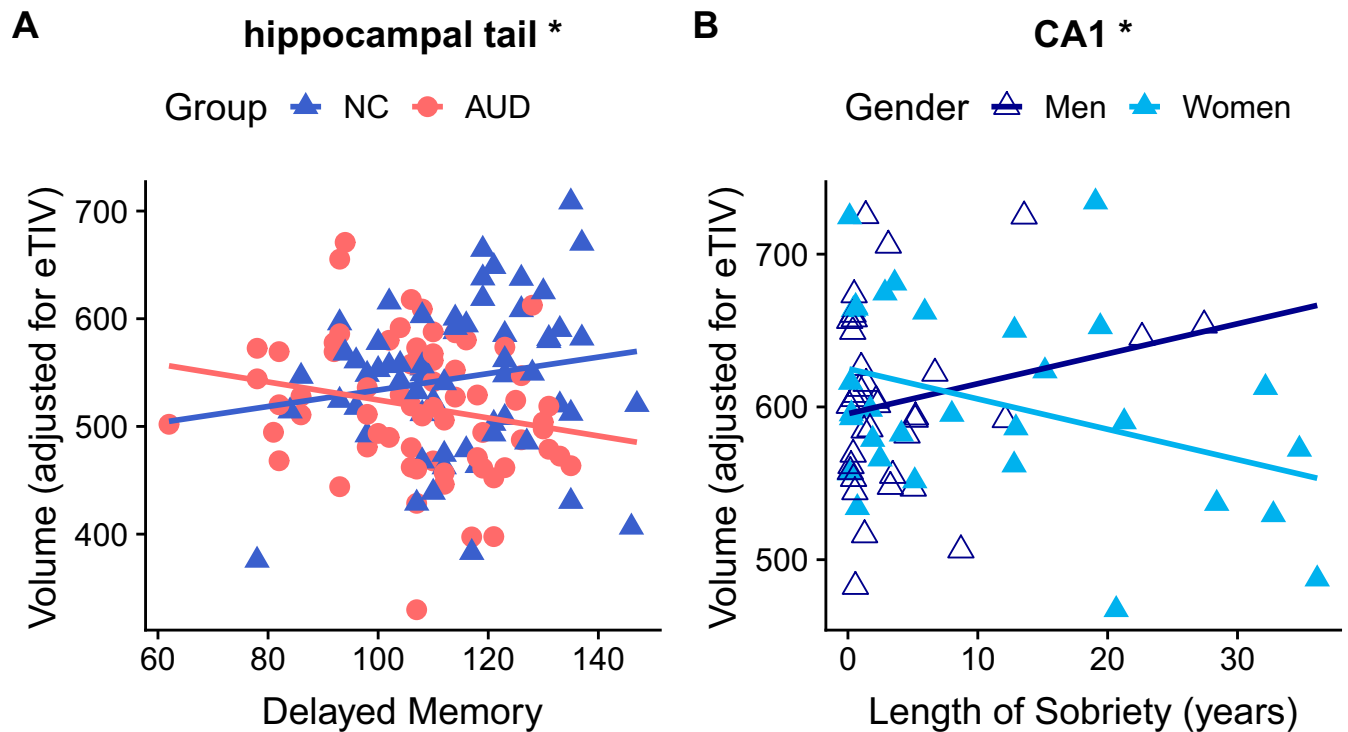 A
hippocampal tail *
Group NC AUD
Volume (adjusted for eTIV)
700
600
500
400
60 80 100 120 140
Delayed Memory
B
CA1 *
Gender Men Women
Volume (adjusted for eTIV)
700
600
500
0 10 20 30
Length of Sobriety (years)